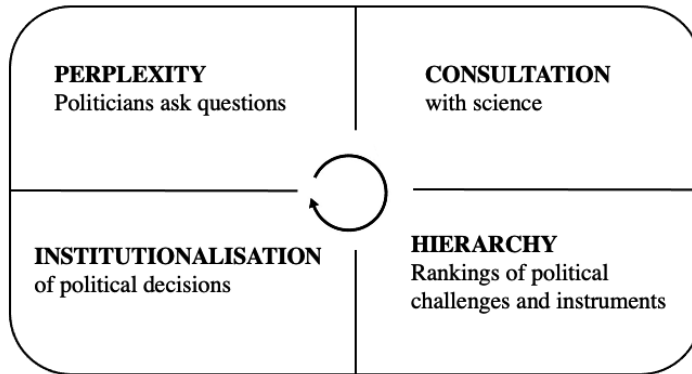 PERPLEXITY
Politicians ask questions
CONSULTATION
with science
INSTITUTIONALISATION
of political decisions
HIERARCHY
Rankings of political
challenges and instruments